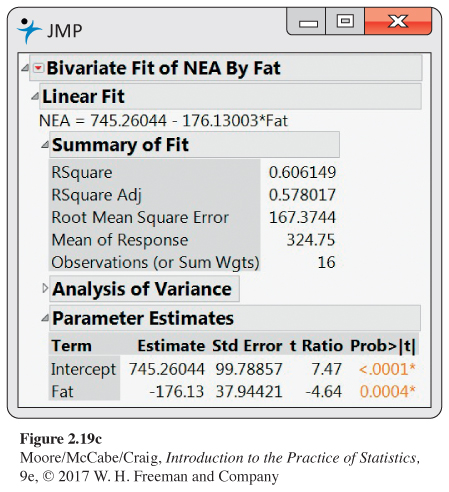 JMP
Bivariate Fit of NEA By Fat
Linear Fit
NEA = 745.26044 - 176.13003*Fat
Summary of Fit
RSquare 0.606149
RSquare Adj 0.578017
Root Mean Square Error 167.3744
Mean of Response 324.75
Observations (or Sum Wgts) 16
Analysis of Variance
Parameter Estimates
Term Estimate Std Error t Ratio Prob>|t|
Intercept 745.26044 99.78857 7.47 <.0001*
Fat -176.13 37.94421 -4.64 0.0004*
Figure 2.19c
Moore/McCabe/Craig, Introduction to the Practice of Statistics,
9e, © 2017 W. H. Freeman and Company